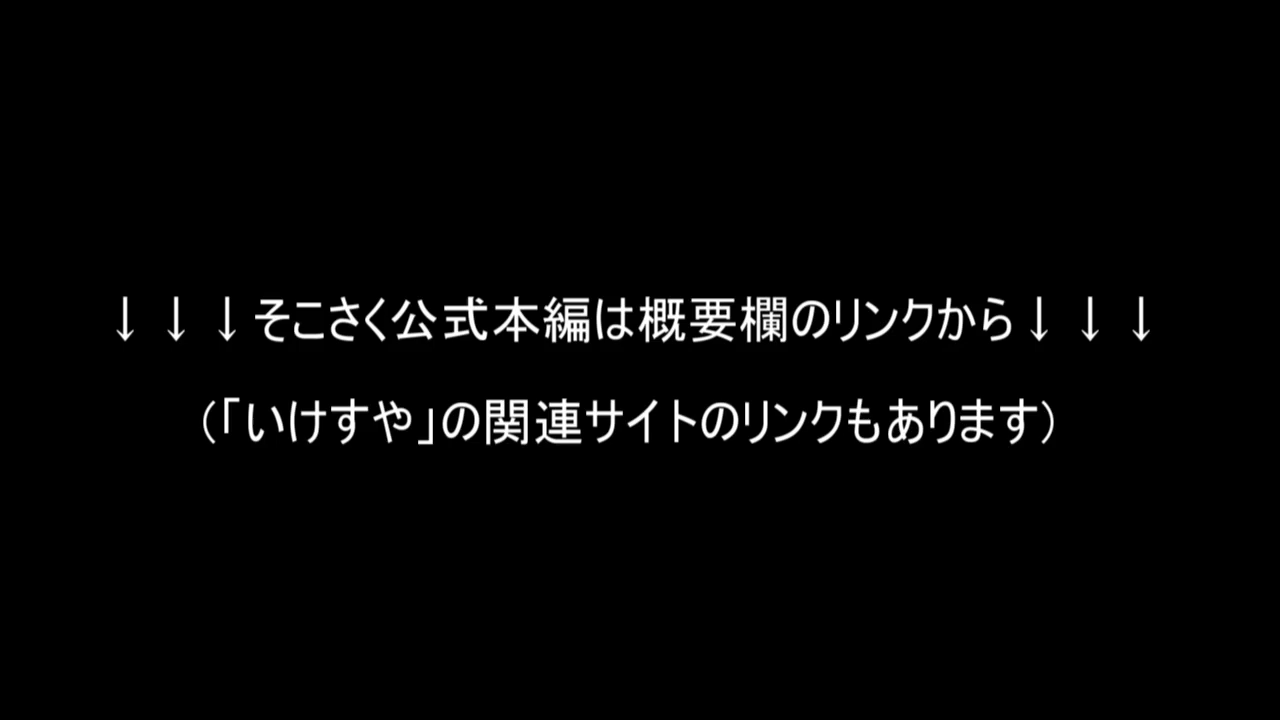 ↓↓↓そこさく公式本編は概要欄のリンクから↓↓↓
(「いけすや」の関連サイトのリンクもあります)